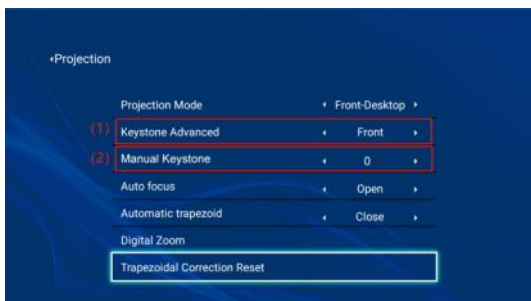 Projection
Projection Mode Front-Desktop
(1) Keystone Advanced Front
(2) Manual Keystone 0
Auto focus Open
Automatic trapezoid Close
Digital Zoom
Trapezoidal Correction Reset